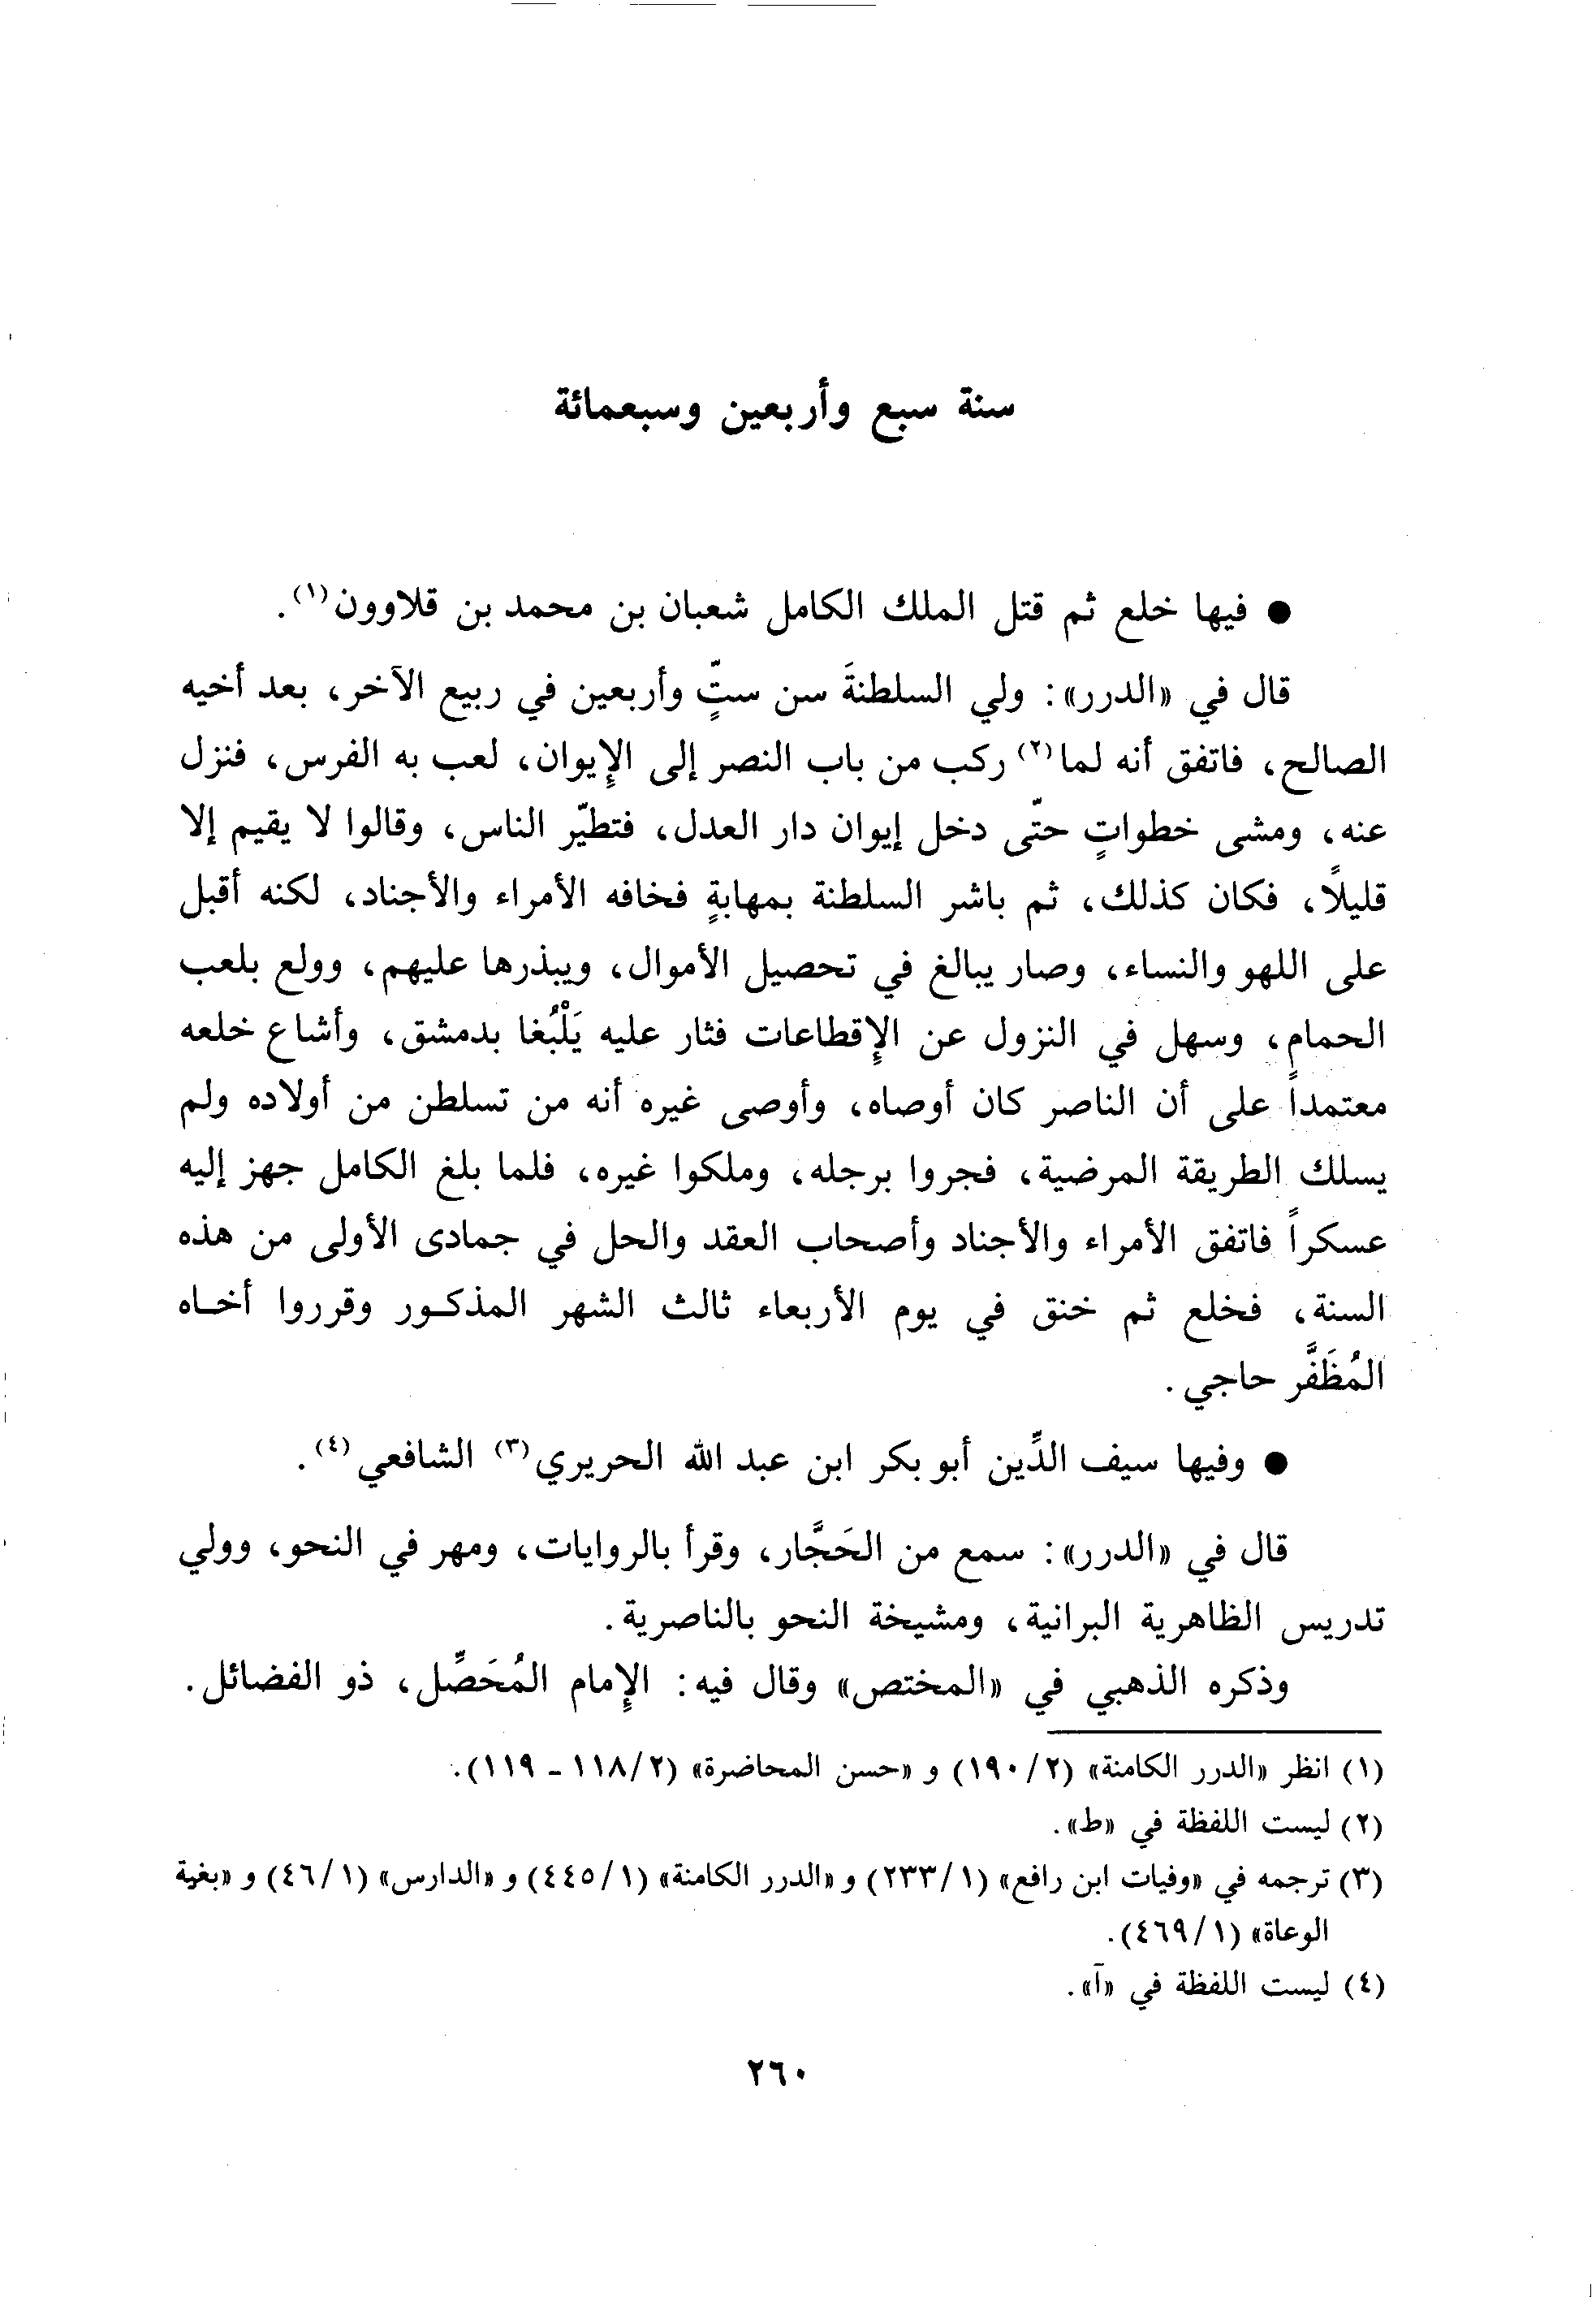 سنة سبع وأربعين وسبعمائة
● فيها خلع ثم قتل الملك الكامل شعبان بن محمد بن قلاوون(١).
قال في «الدرر»: ولي السلطنةَ سن ستٍّ وأربعين في ربيع الآخر، بعد أخيه
الصالح، فاتفق أنه لما(٢) ركب من باب النصر إلى الإيوان، لعب به الفرس، فنزل
عنه، ومشى خطواتٍ حتّى دخل إيوان دار العدل، فتطيّر الناس، وقالوا لا يقيم إلا
قليلاً، فكان كذلك، ثم باشر السلطنة بمهابةٍ فخافه الأمراء والأجناد، لكنه أقبل
على اللهو والنساء، وصار يبالغ في تحصيل الأموال، ويبذرها عليهم، وولع بلعب
الحمام، وسهل في النزول عن الإقطاعات فثار عليه يَلْبُغا بدمشق، وأشاع خلعه
معتمداً على أن الناصر كان أوصاه، وأوصى غيره أنه من تسلطن من أولاده ولم
يسلك الطريقة المرضية، فجروا برجله، وملكوا غيره، فلما بلغ الكامل جهز إليه
عسكراً فاتفق الأمراء والأجناد وأصحاب العقد والحل في جمادى الأولى من هذه
السنة، فخلع ثم خنق في يوم الأربعاء ثالث الشهر المذكـور وقرروا أخـاه
المُظَفَّر حاجي.
● وفيها سيف الدِّين أبو بكر ابن عبد الله الحريري(٣) الشافعي(٤).
قال في «الدرر»: سمع من الحَجَّار، وقرأ بالروايات، ومهر في النحو، وولي
تدريس الظاهرية البرانية، ومشيخة النحو بالناصرية.
وذكره الذهبي في «المختص» وقال فيه: الإمام المُحَصِّل، ذو الفضائل.
(١) انظر «الدرر الكامنة» (٢/١٩٠) و «حسن المحاضرة» (٢/١١٨ - ١١٩).
(٢) ليست اللفظة في «ط».
(٣) ترجمه في «وفيات ابن رافع» (١/٢٣٣) و «الدرر الكامنة» (١/٤٤٥) و «الدارس» (١/٤٦) و «بغية
الوعاة» (١/٤٦٩).
(٤) ليست اللفظة في «آ».
٢٦٠